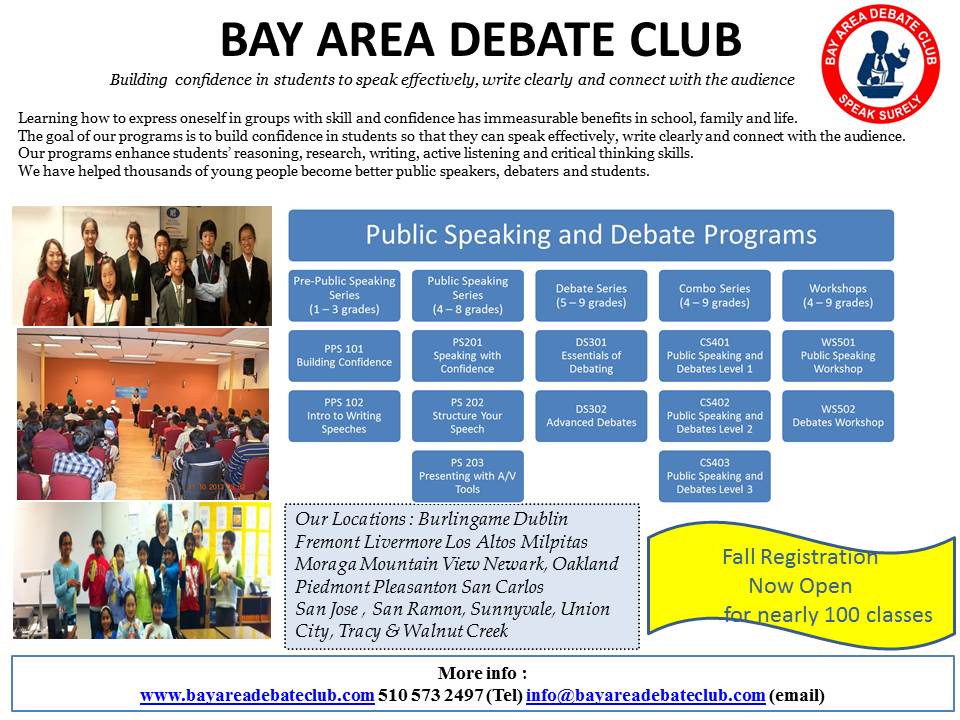 BAY AREA DEBATE CLUB
Building confidence in students to speak effectively, write clearly and connect with the audience
BAY AREA DEBATE CLUB
SPEAK SURELY
Learning how to express oneself in groups with skill and confidence has immeasurable benefits in school, family and life.
The goal of our programs is to build confidence in students so that they can speak effectively, write clearly and connect with the audience.
Our programs enhance students' reasoning, research, writing, active listening and critical thinking skills.
We have helped thousands of young people become better public speakers, debaters and students.
Public Speaking and Debate Programs
Pre-Public Speaking
Series
(1 – 3 grades)
Public Speaking
Series
(4 – 8 grades)
Debate Series
(5 – 9 grades)
Combo Series
(4 – 9 grades)
Workshops
(4 – 9 grades)
PPS 101
Building Confidence
PS201
Speaking with
Confidence
DS301
Essentials of
Debating
CS401
Public Speaking and
Debates Level 1
WS501
Public Speaking
Workshop
PPS 102
Intro to Writing
Speeches
PS 202
Structure Your
Speech
DS302
Advanced Debates
CS402
Public Speaking and
Debates Level 2
WS502
Debates Workshop
PS 203
Presenting with A/V
Tools
CS403
Public Speaking and
Debates Level 3
Our Locations : Burlingame Dublin
Fremont Livermore Los Altos Milpitas
Moraga Mountain View Newark, Oakland
Piedmont Pleasanton San Carlos
San Jose , San Ramon, Sunnyvale, Union
City, Tracy & Walnut Creek
Fall Registration
Now Open
for nearly 100 classes
More info :
www.bayareadebateclub.com 510 573 2497 (Tel) info@bayareadebateclub.com (email)